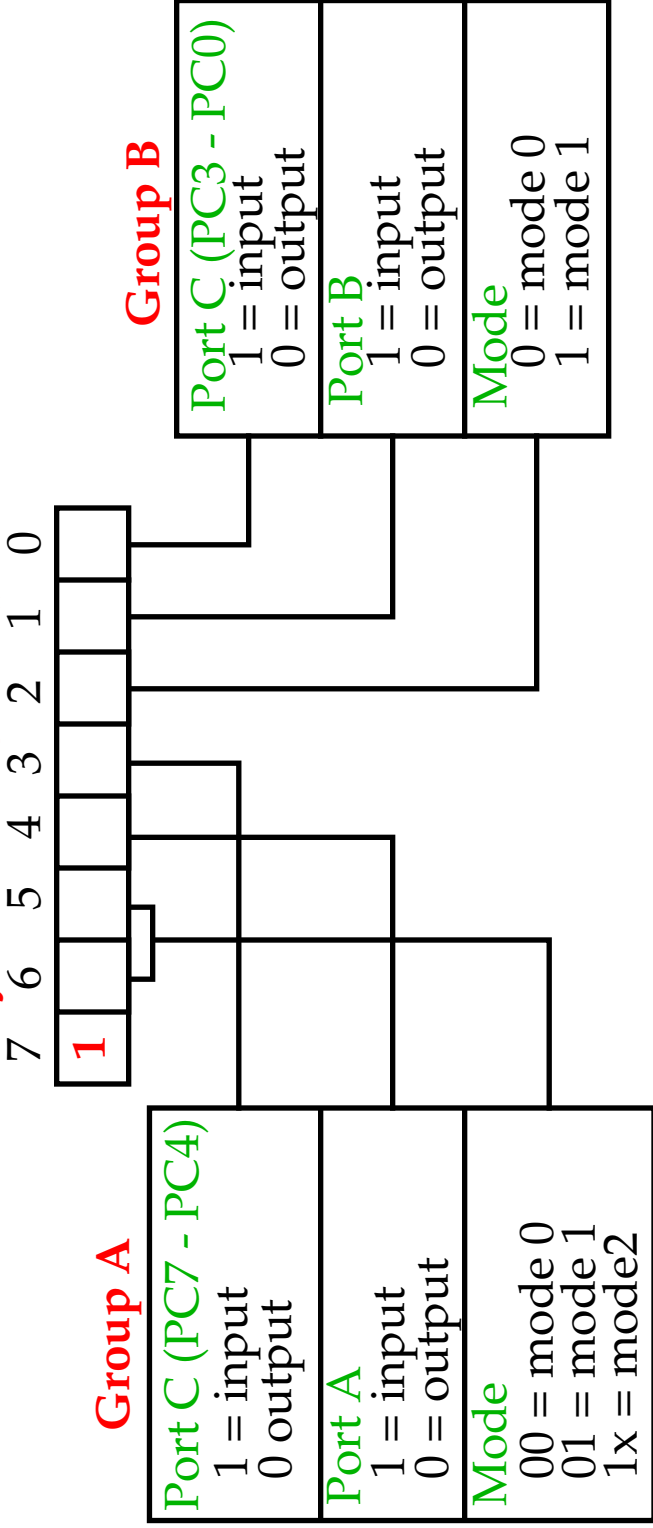 7 6 5 4 3 2 1 0
1
Group A
Port C (PC7 - PC4)
1 = input
0 output
Port A
1 = input
0 = output
Mode
00 = mode 0
01 = mode 1
1x = mode2
Group B
Port C (PC3 - PC0)
1 = input
0 = output
Port B
1 = input
0 = output
Mode
0 = mode 0
1 = mode 1